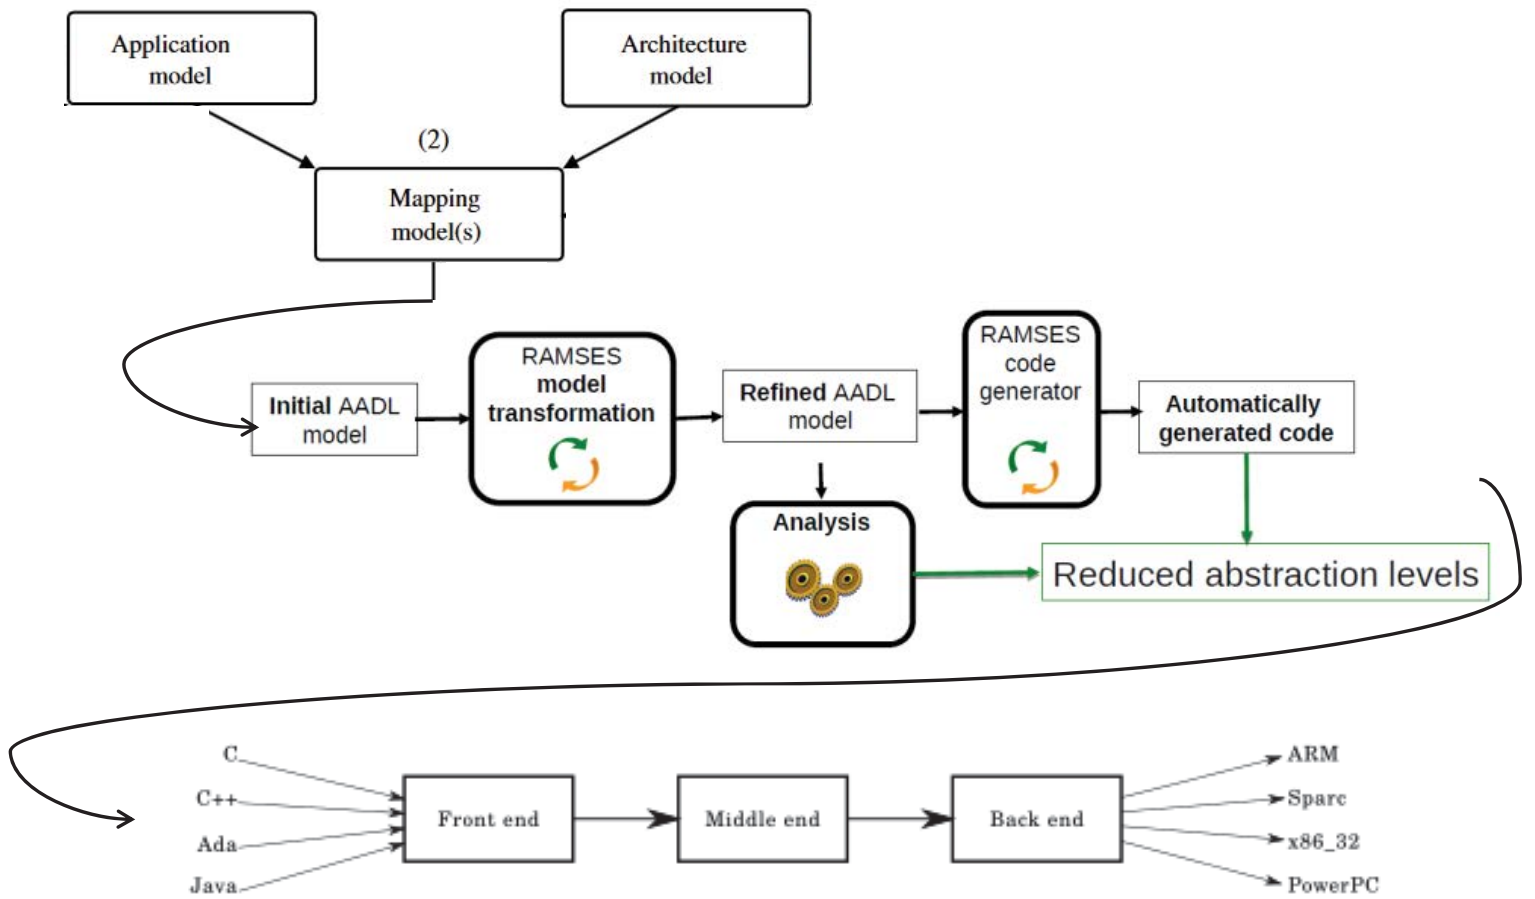 Application
model
Architecture
model
(2)
Mapping
model(s)
Initial AADL
model
RAMSES
model
transformation
Refined AADL
model
RAMSES
code
generator
Automatically
generated code
Analysis
Reduced abstraction levels
C
C++
Ada
Java
Front end
Middle end
Back end
ARM
Sparc
x86_32
PowerPC